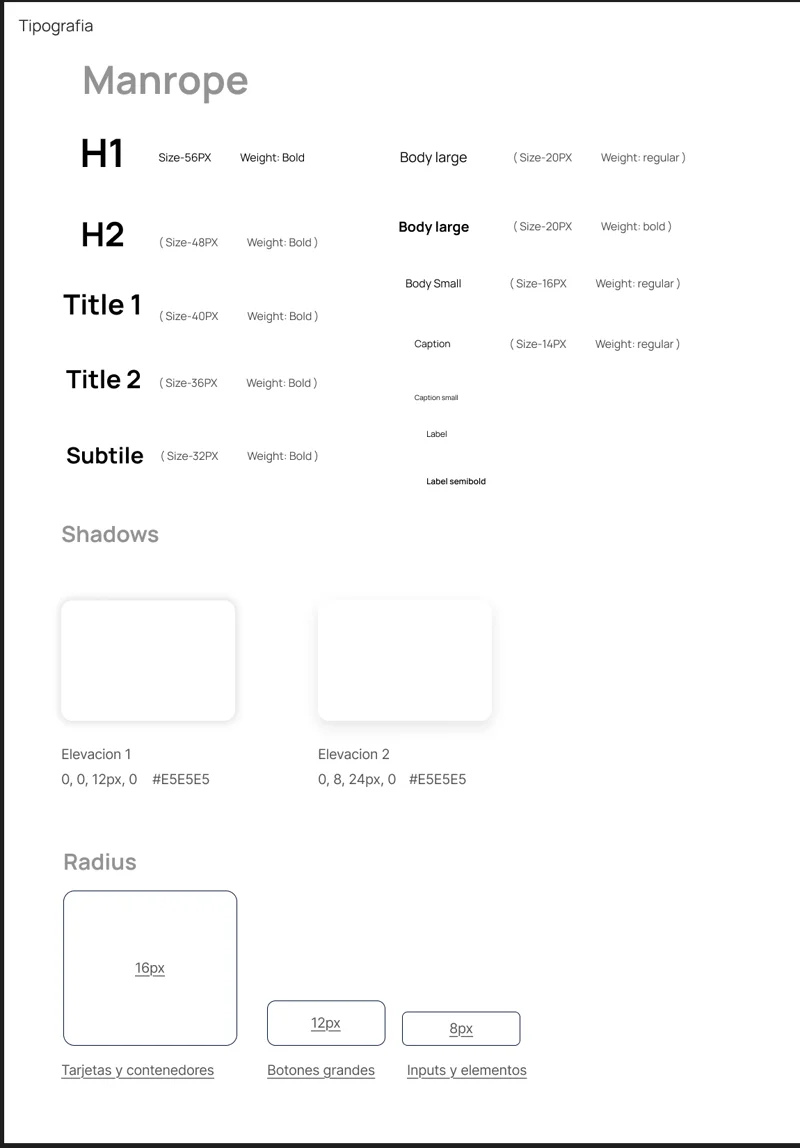 Tipografia
Manrope
H1 Size-56PX Weight: Bold
H2 ( Size-48PX Weight: Bold )
Title 1 ( Size-40PX Weight: Bold )
Title 2 ( Size-36PX Weight: Bold )
Subtile ( Size-32PX Weight: Bold )
Body large ( Size-20PX Weight: regular )
Body large ( Size-20PX Weight: bold )
Body Small ( Size-16PX Weight: regular )
Caption ( Size-14PX Weight: regular )
Caption small
Label
Label semibold
Shadows
Elevacion 1
0, 0, 12px, 0 #E5E5E5
Elevacion 2
0, 8, 24px, 0 #E5E5E5
Radius
16px
Tarjetas y contenedores
12px
Botones grandes
8px
Inputs y elementos